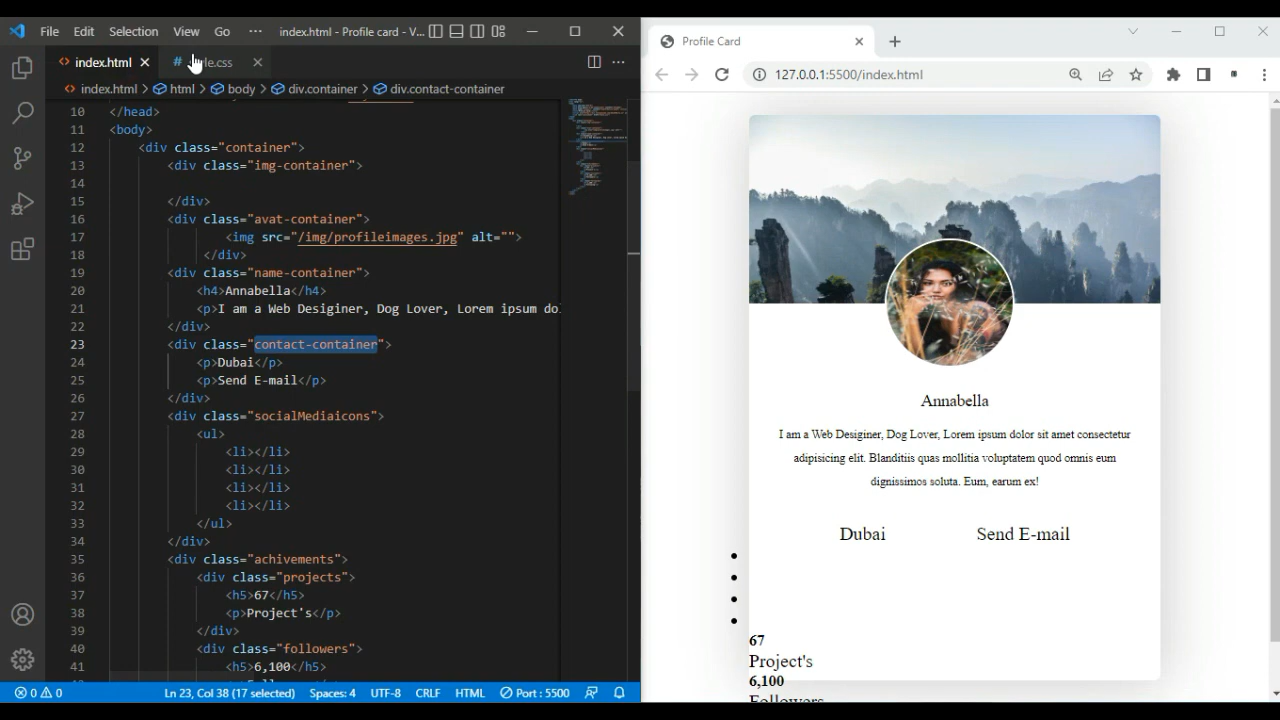 File Edit Selection View Go ··· index.html - Profile card - V...
index.html style.css
index.html > html > body > div.container > div.contact-container
10 </head>
11 <body>
12 <div class="container">
13 <div class="img-container">
14
15 </div>
16 <div class="avat-container">
17 <img src="/img/profileimages.jpg" alt="">
18 </div>
19 <div class="name-container">
20 <h4>Annabella</h4>
21 <p>I am a Web Desiginer, Dog Lover, Lorem ipsum do
22 </div>
23 <div class="contact-container">
24 <p>Dubai</p>
25 <p>Send E-mail</p>
26 </div>
27 <div class="socialMediaicons">
28 <ul>
29 <li></li>
30 <li></li>
31 <li></li>
32 <li></li>
33 </ul>
34 </div>
35 <div class="achivements">
36 <div class="projects">
37 <h5>67</h5>
38 <p>Project's</p>
39 </div>
40 <div class="followers">
41 <h5>6,100</h5>
0 0 Ln 23, Col 38 (17 selected) Spaces: 4 UTF-8 CRLF HTML Port : 5500
Profile Card
127.0.0.1:5500/index.html
Annabella
I am a Web Desiginer, Dog Lover, Lorem ipsum dolor sit amet consectetur
adipisicing elit. Blanditiis quas mollitia voluptatem quod omnis eum
dignissimos soluta. Eum, earum ex!
Dubai Send E-mail
67
Project's
6,100
Followers